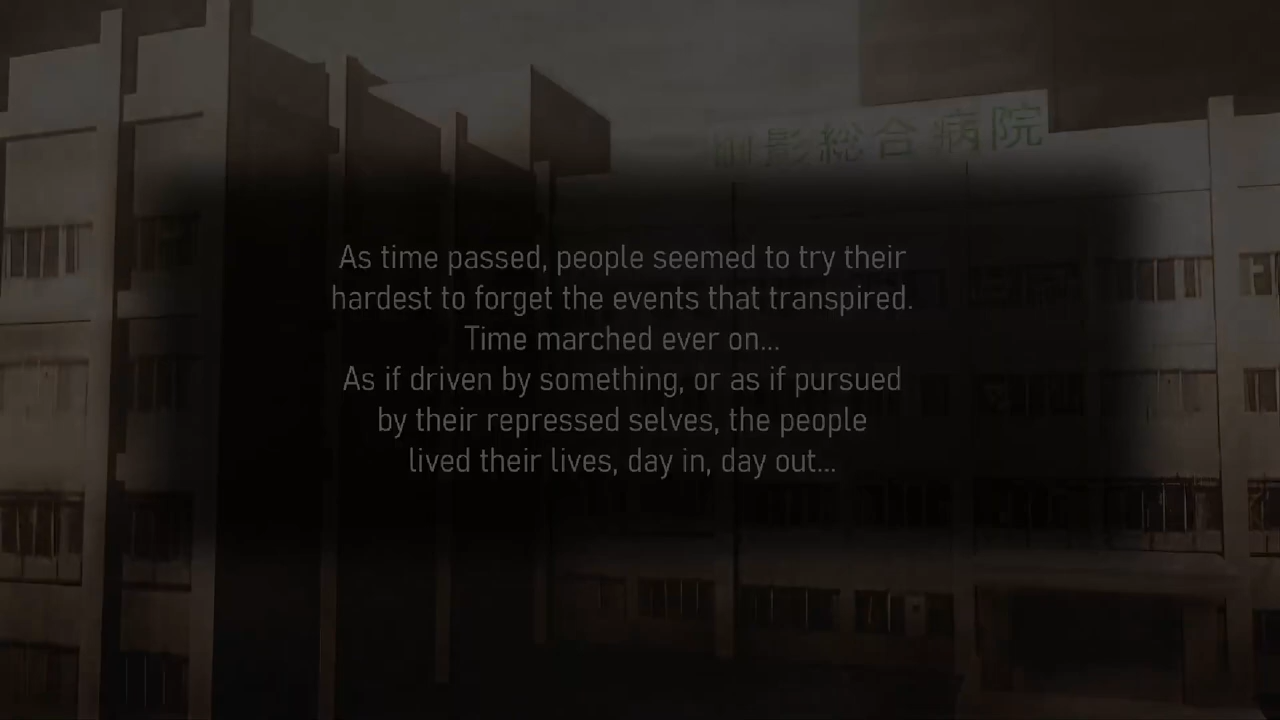 影総合病院
As time passed, people seemed to try their
hardest to forget the events that transpired.
Time marched ever on...
As if driven by something, or as if pursued
by their repressed selves, the people
lived their lives, day in, day out...